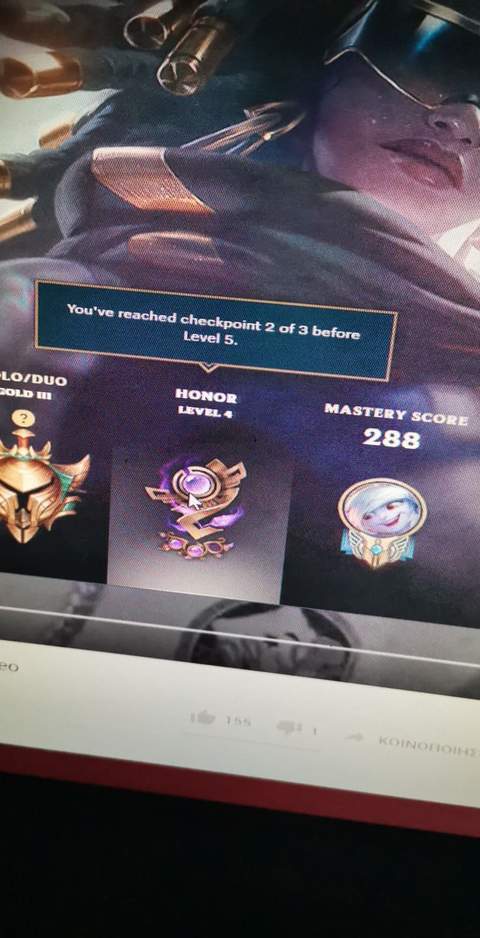 You've reached checkpoint 2 of 3 before
Level 5.
LO/DUO
GOLD III
?
HONOR
LEVEL 4
MASTERY SCORE
288
eo
155
1
ΚΟΙΝΟΠΟΙΗΣ